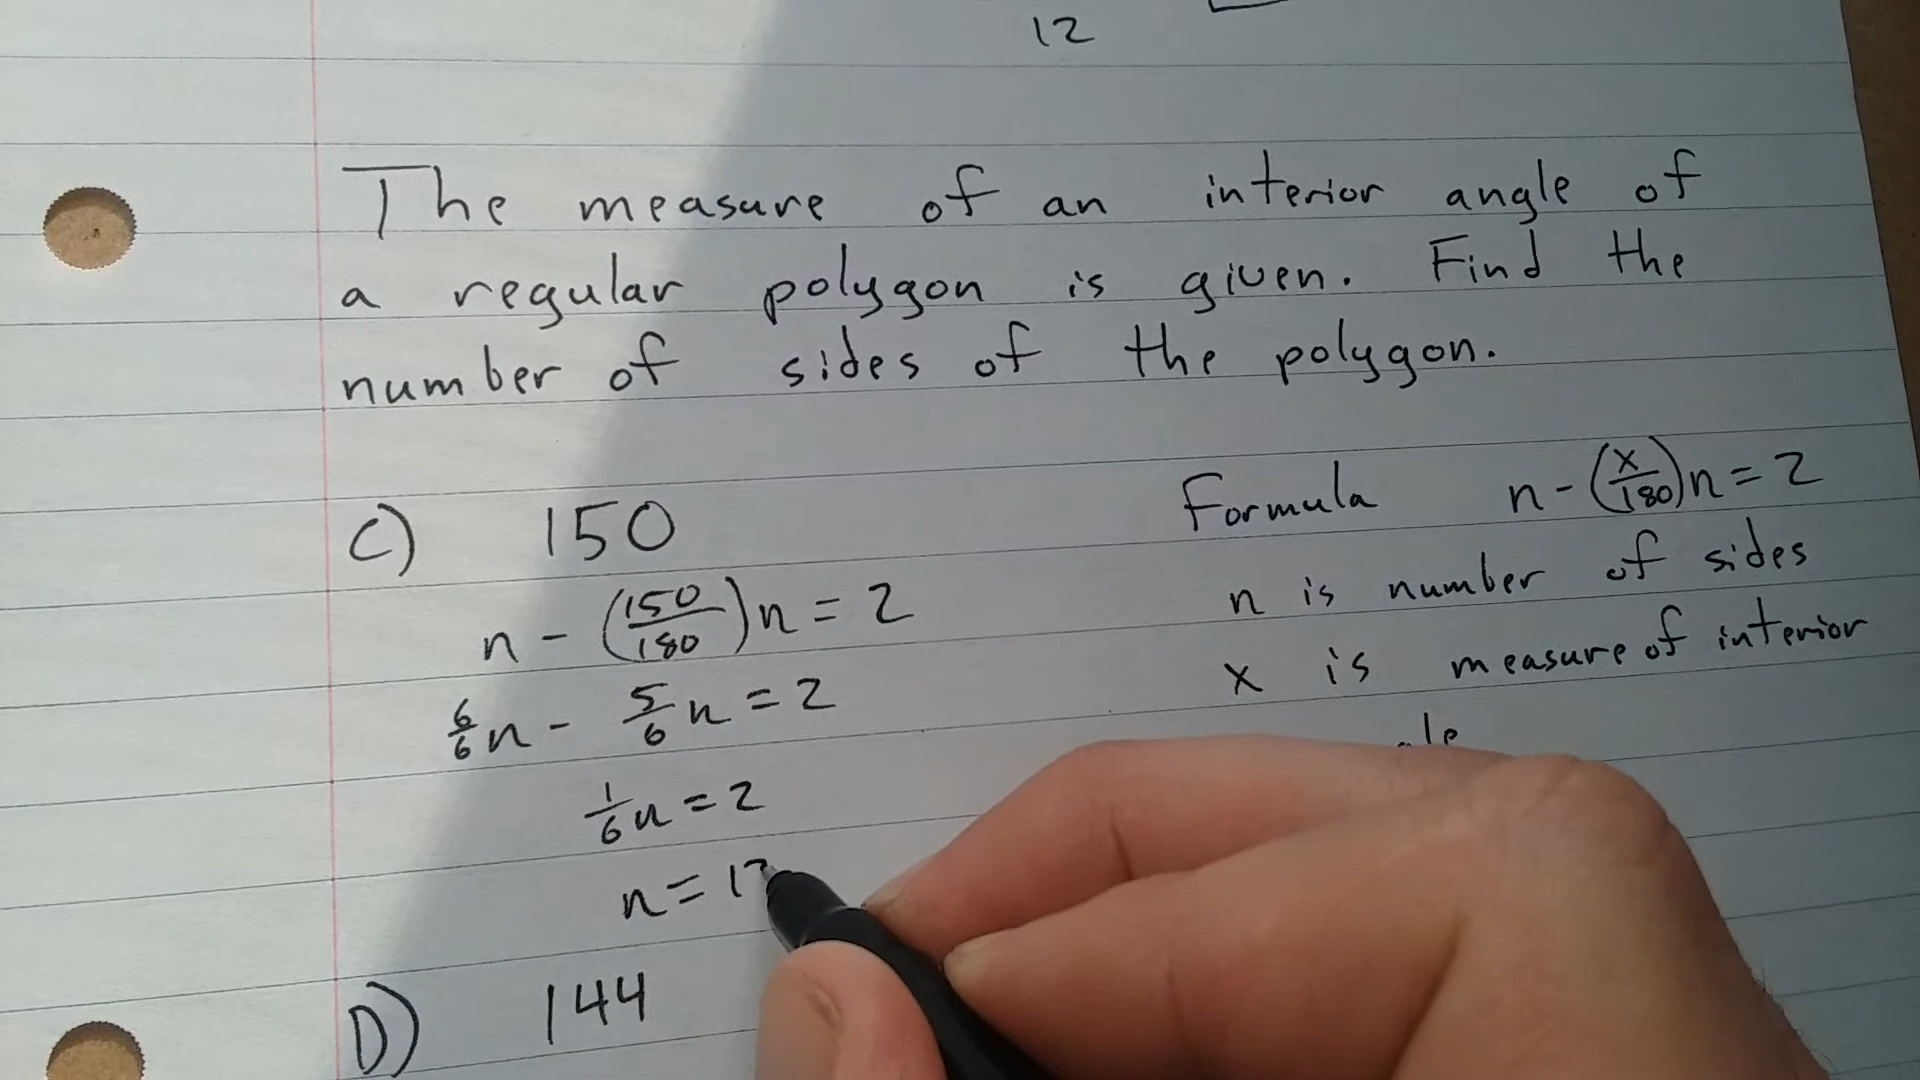 12
The measure of an interior angle of
a regular polygon is given. Find the
number of sides of the polygon.
C) 150
n - (150/180)n = 2
6/6n - 5/6n = 2
1/6n = 2
n = 1
D) 144
Formula n - (x/180)n = 2
n is number of sides
x is measure of interior